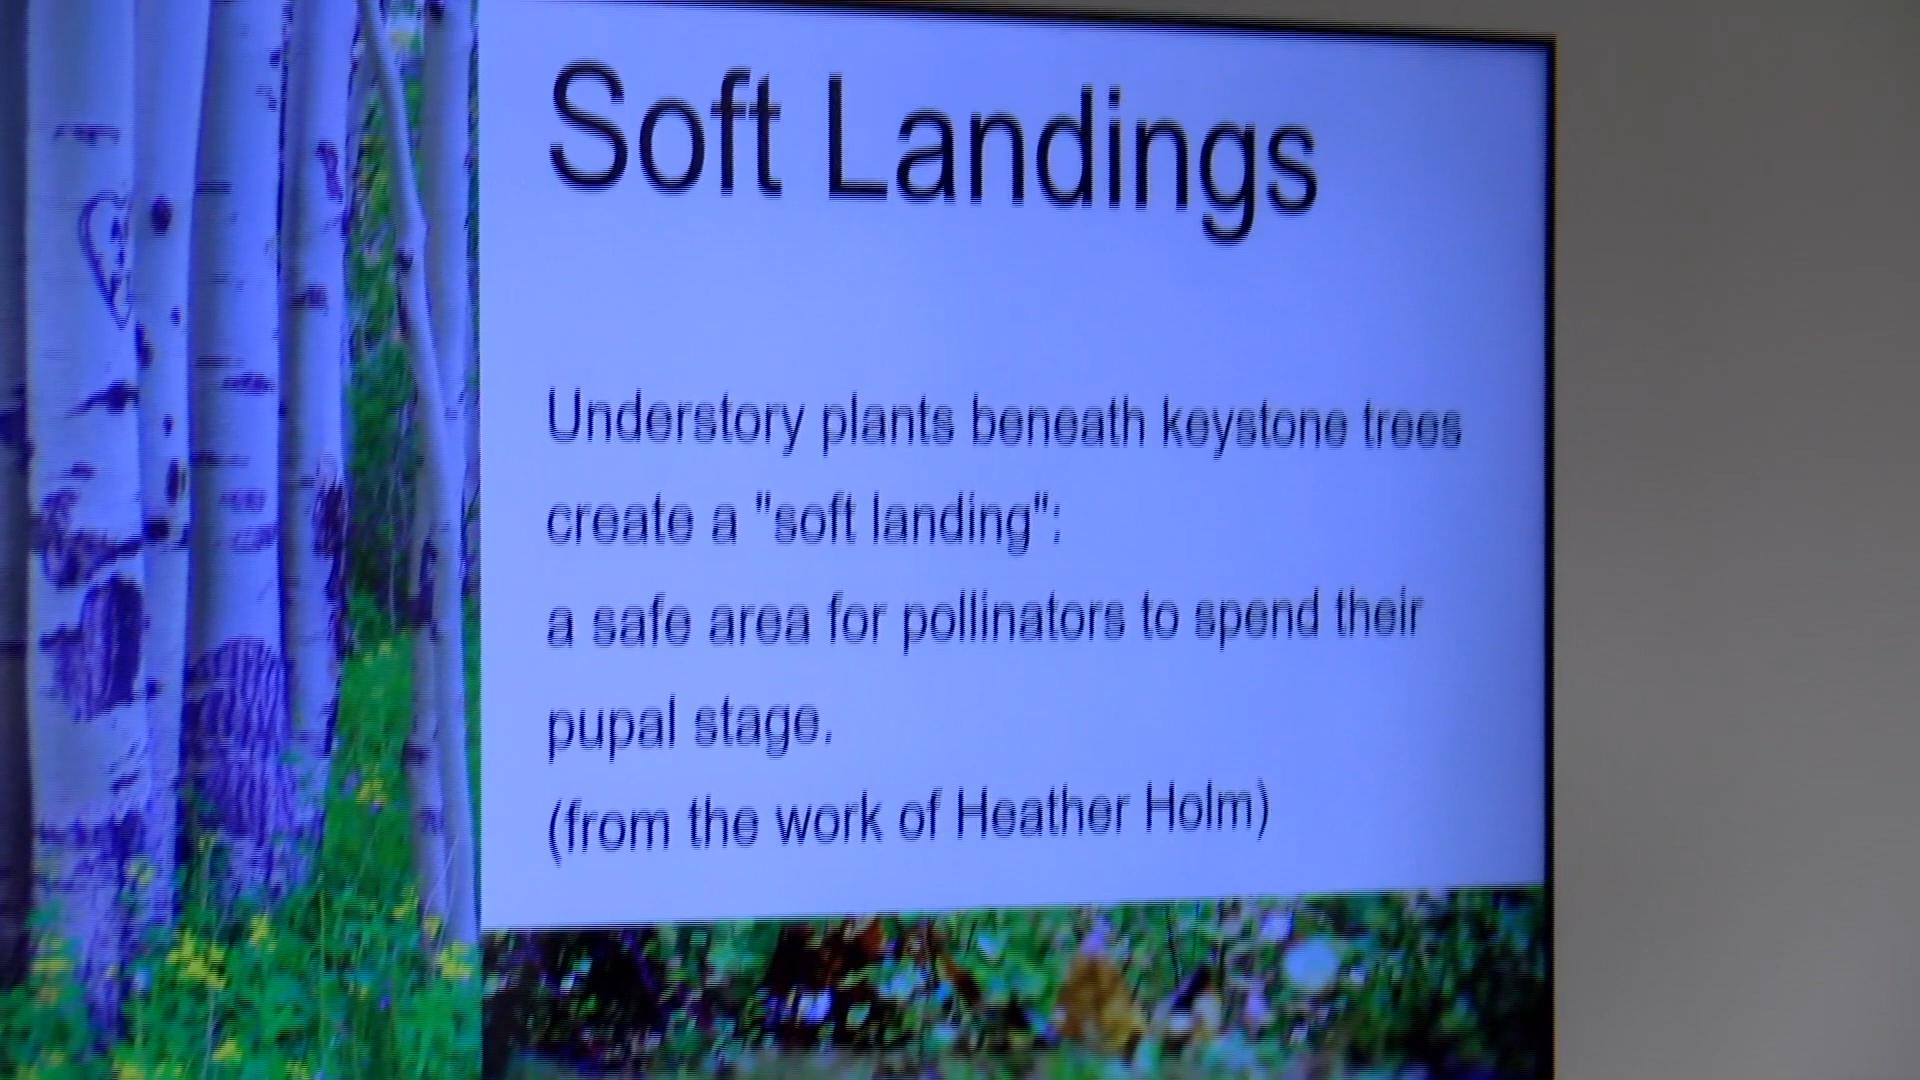 Soft Landings
Understory plants beneath keystone trees
create a "soft landing";
a safe area for pollinators to spend their
pupal stage.
(from the work of Heather Holm)